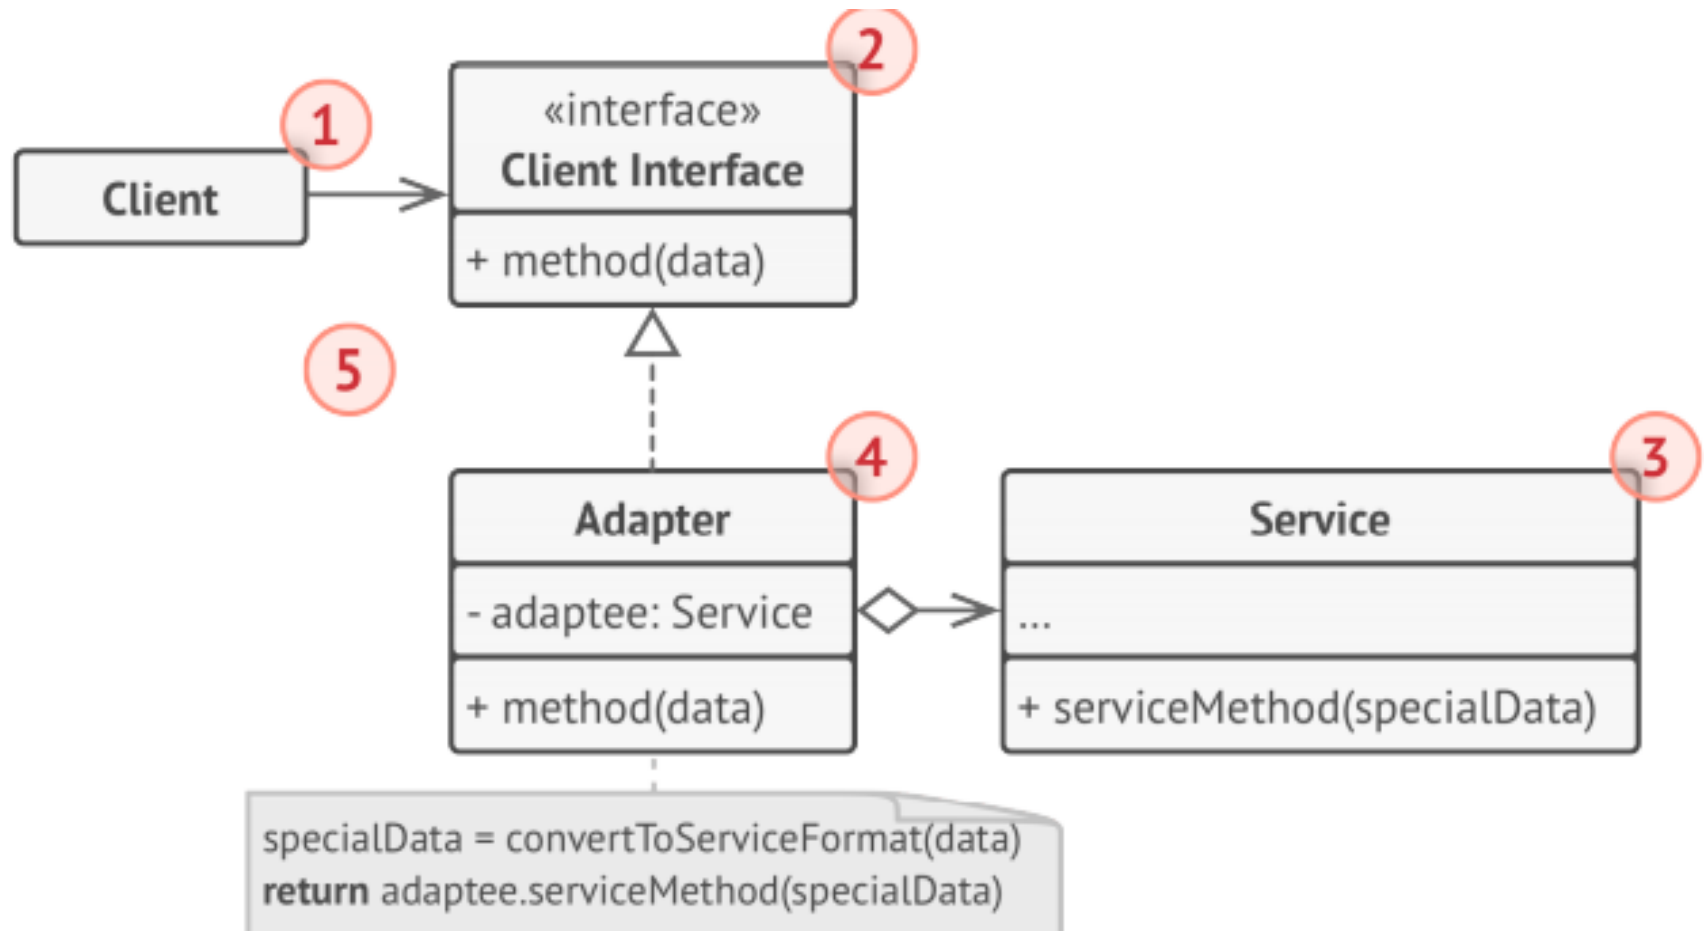 1
Client
2
«interface»
Client Interface
+ method(data)
5
4
Adapter
- adaptee: Service
+ method(data)
3
Service
...
+ serviceMethod(specialData)
specialData = convertToServiceFormat(data)
return adaptee.serviceMethod(specialData)